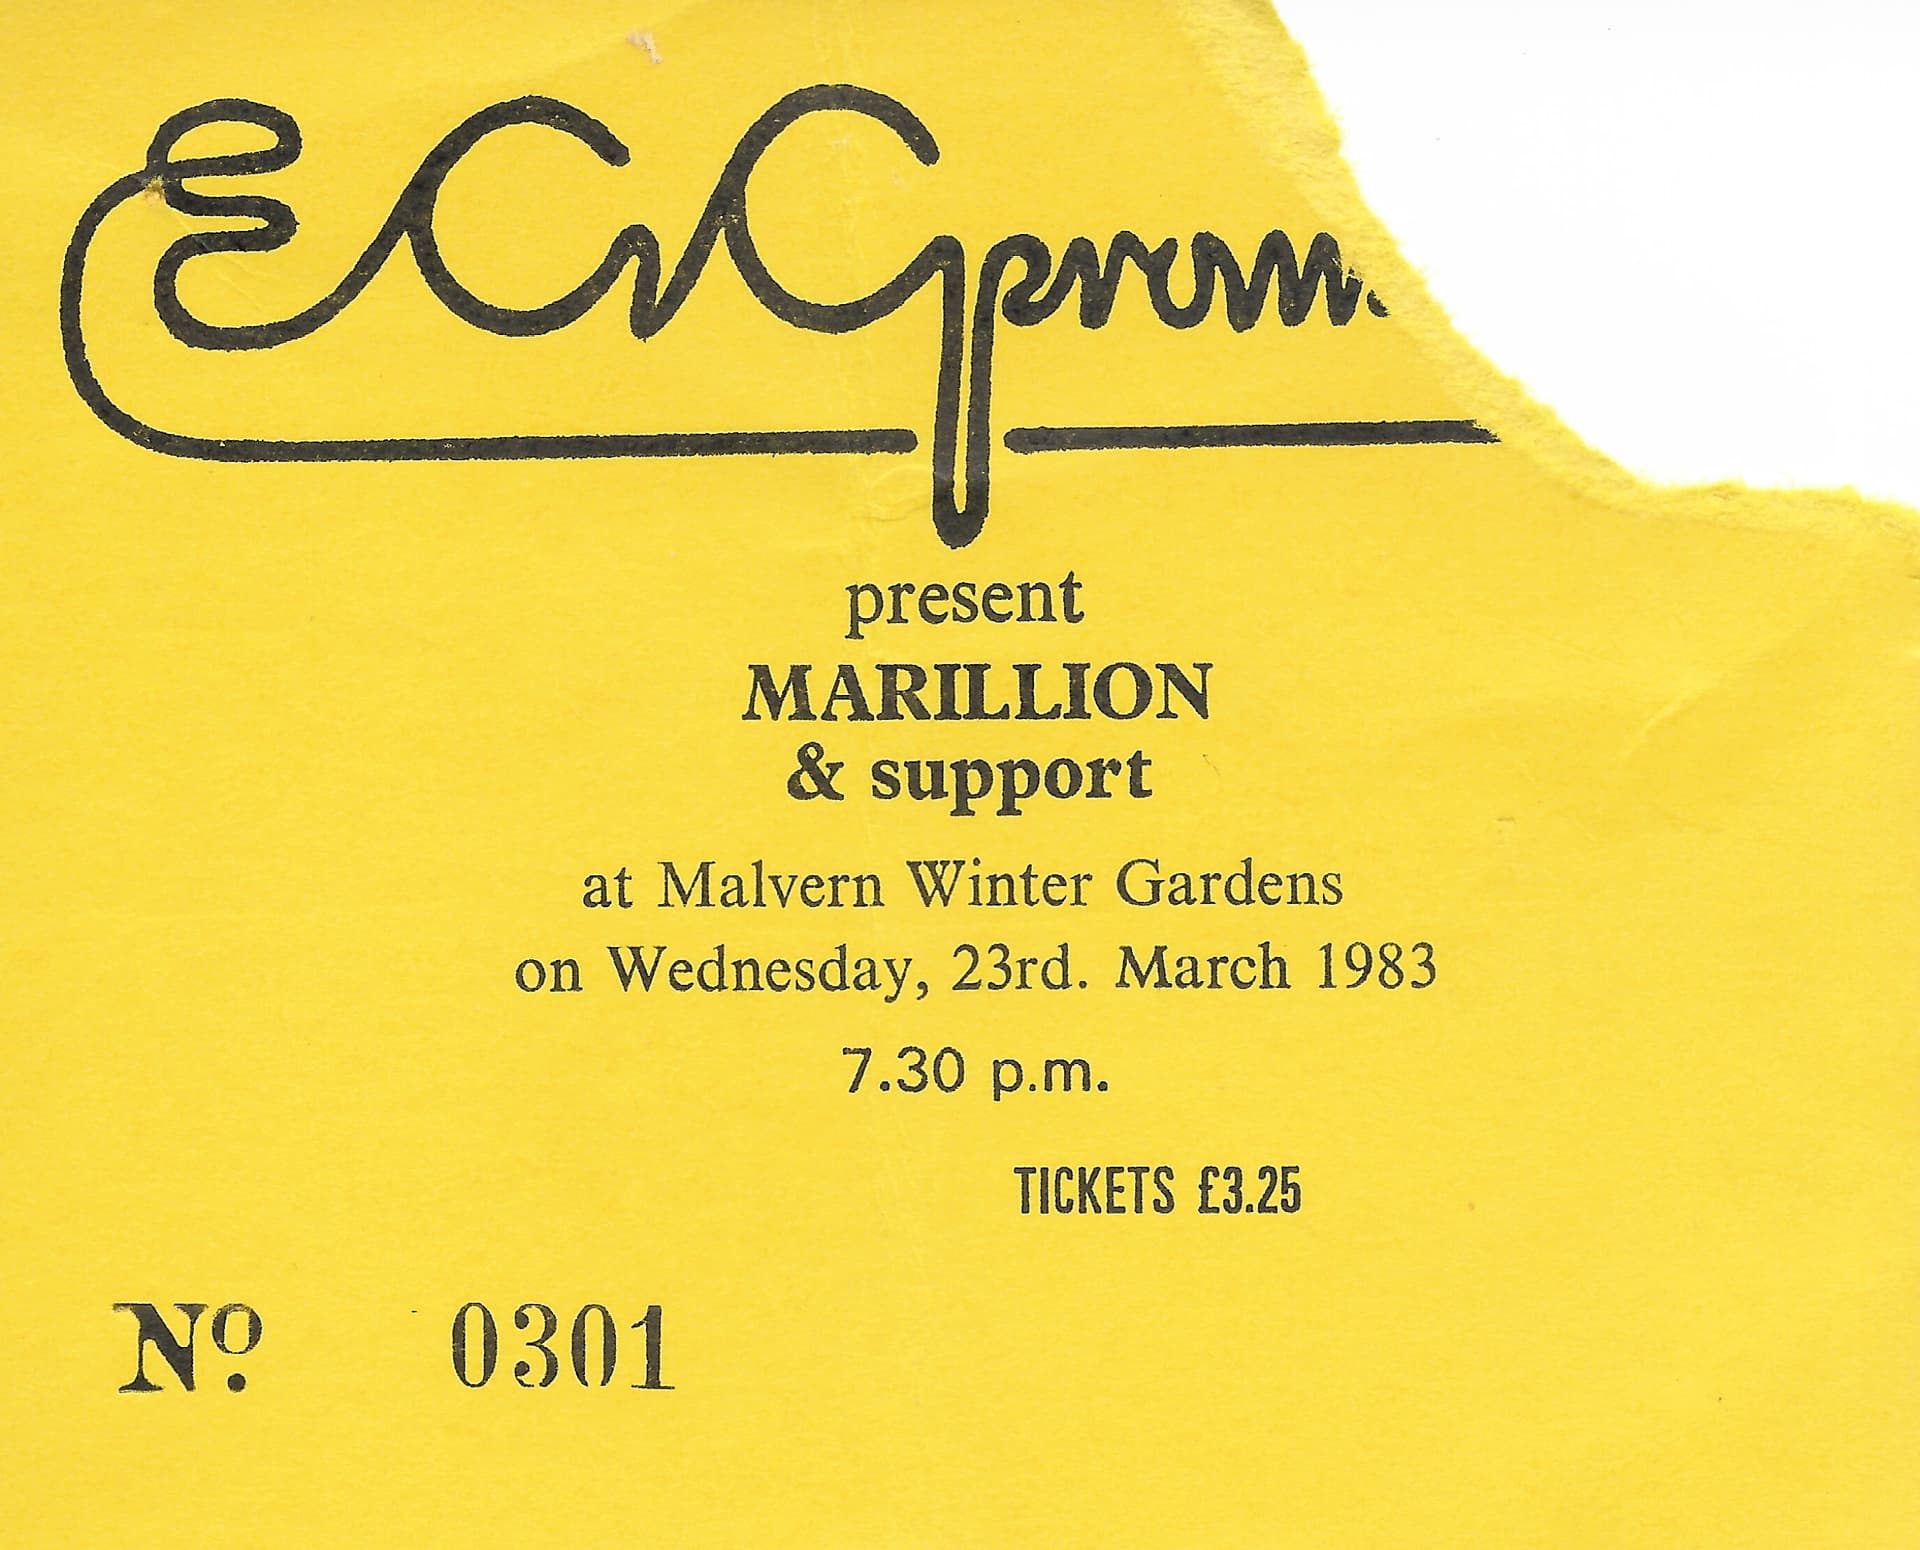 ECGprom
present
MARILLION
& support
at Malvern Winter Gardens
on Wednesday, 23rd. March 1983
7.30 p.m.
TICKETS £3.25
No. 0301